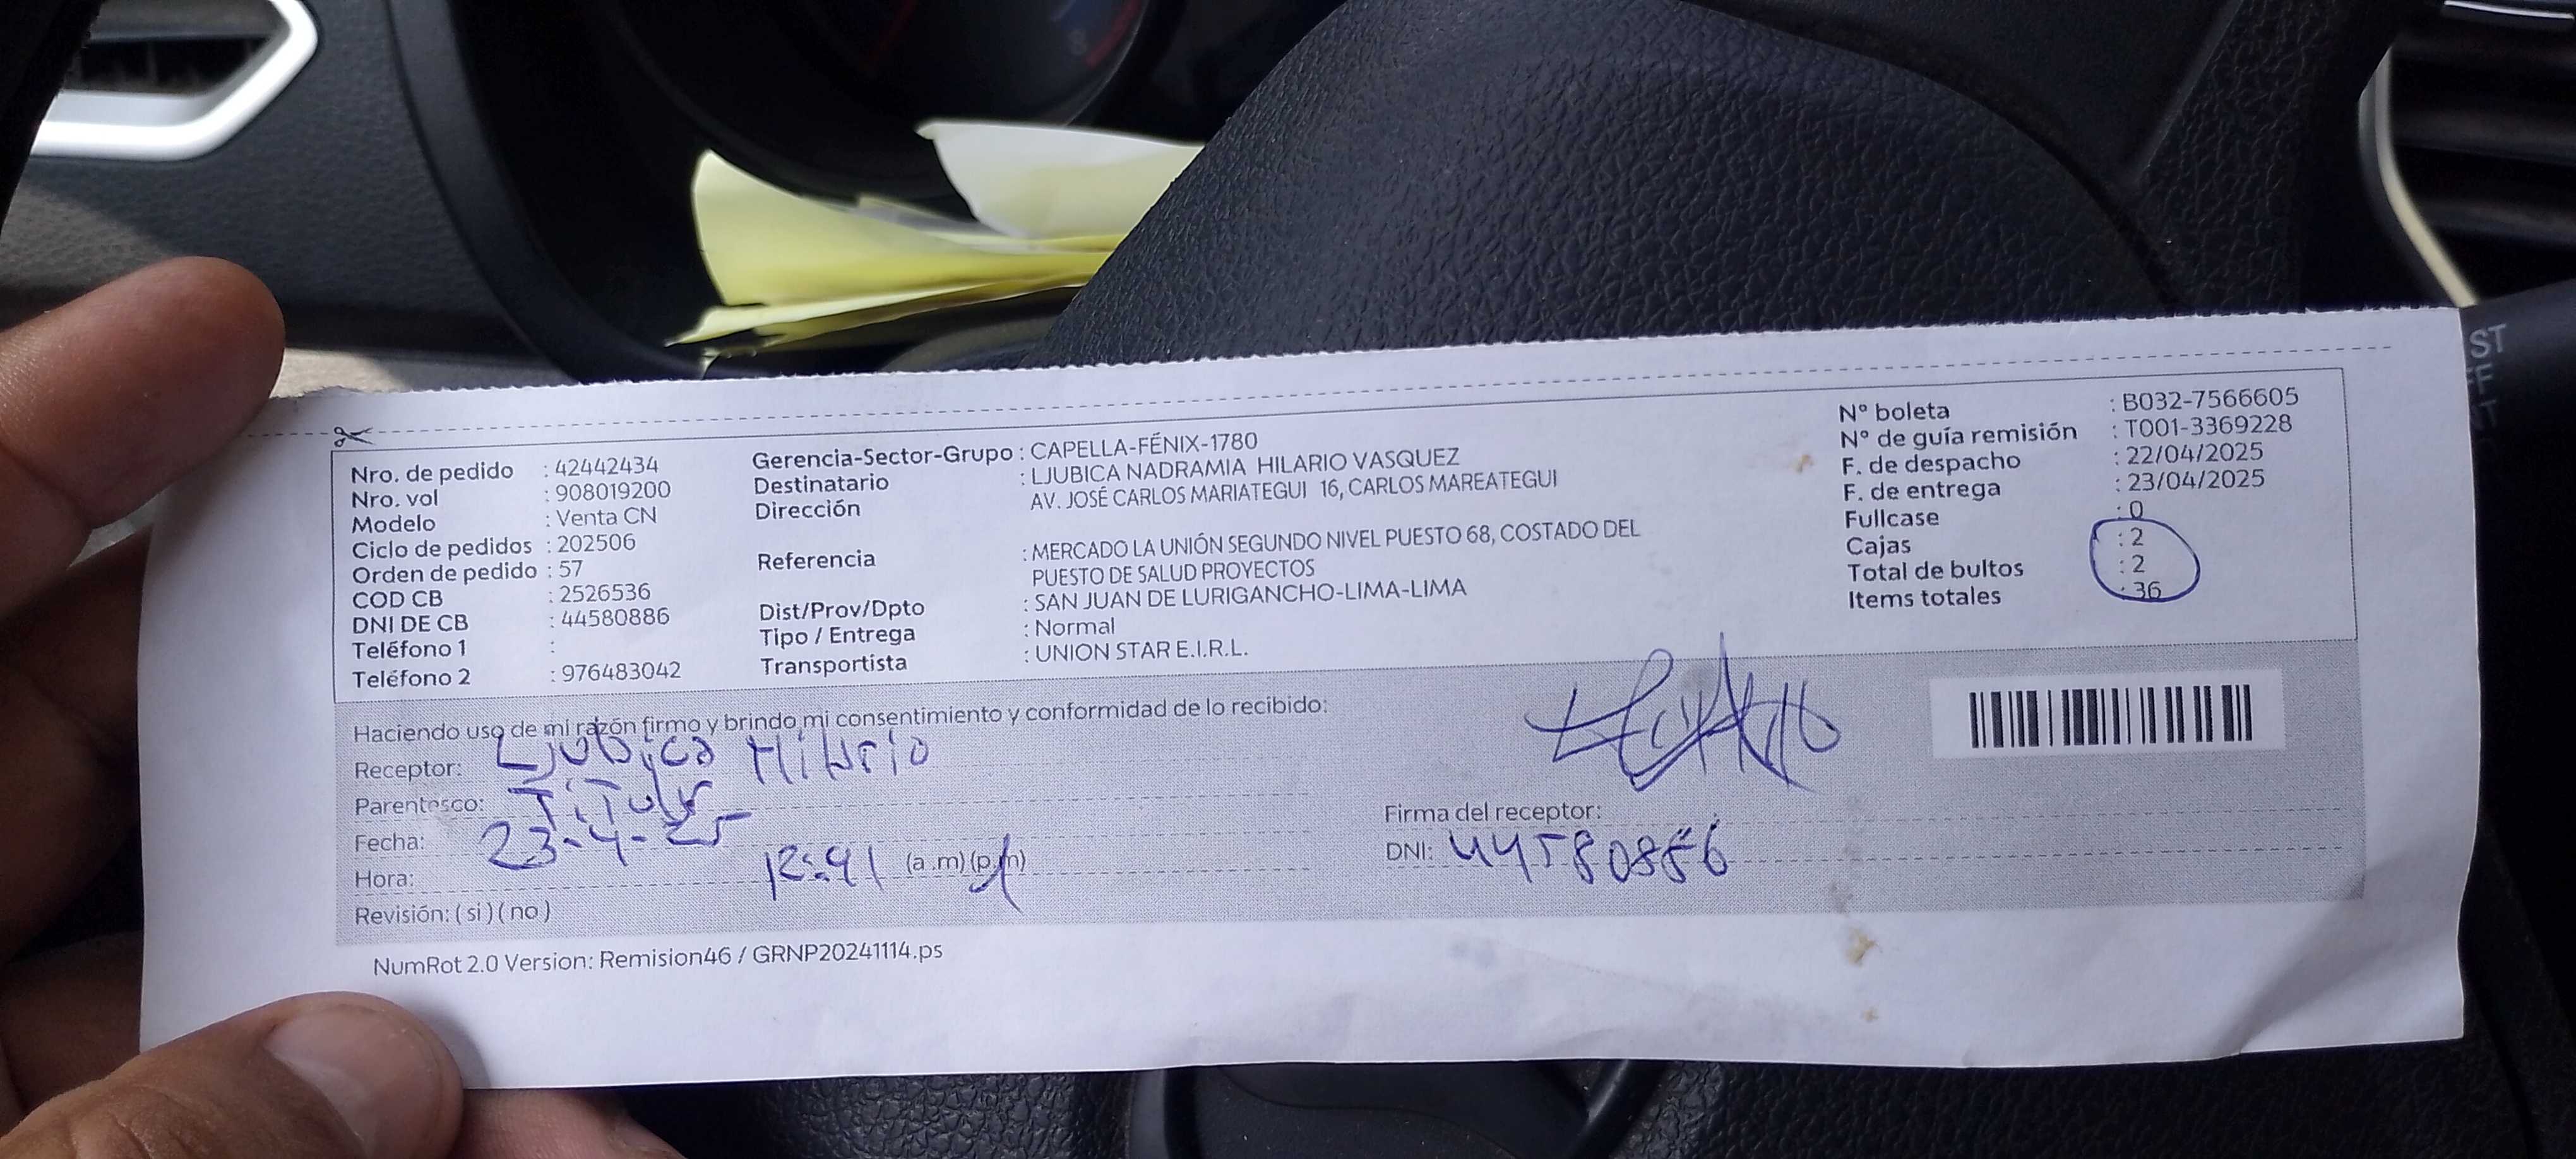 Nro. de pedido : 42442434
Nro. vol : 908019200
Modelo : Venta CN
Ciclo de pedidos : 202506
Orden de pedido : 57
COD CB : 2526536
DNI DE CB : 44580886
Teléfono 1 :
Teléfono 2 : 976483042
Gerencia-Sector-Grupo : CAPELLA-FÉNIX-1780
Destinatario : LJUBICA NADRAMIA HILARIO VASQUEZ
Dirección AV. JOSÉ CARLOS MARIATEGUI 16, CARLOS MAREATEGUI
Referencia : MERCADO LA UNIÓN SEGUNDO NIVEL PUESTO 68, COSTADO DEL
PUESTO DE SALUD PROYECTOS
Dist/Prov/Dpto : SAN JUAN DE LURIGANCHO-LIMA-LIMA
Tipo / Entrega : Normal
Transportista : UNION STAR E.I.R.L.
N° boleta : B032-7566605
N° de guía remisión : T001-3369228
F. de despacho : 22/04/2025
F. de entrega : 23/04/2025
Fullcase : 0
Cajas : 2
Total de bultos : 2
Items totales : 36
Haciendo uso de mi razón firmo y brindo mi consentimiento y conformidad de lo recibido:
Receptor: Ljubica Hilario
Parentesco: Titular
Fecha: 23-4-25
Hora: 12:41 (a.m) (p.m)
Revisión: ( si ) ( no )
Firma del receptor:
DNI: 44580886
NumRot 2.0 Version: Remision46 / GRNP20241114.ps
ST